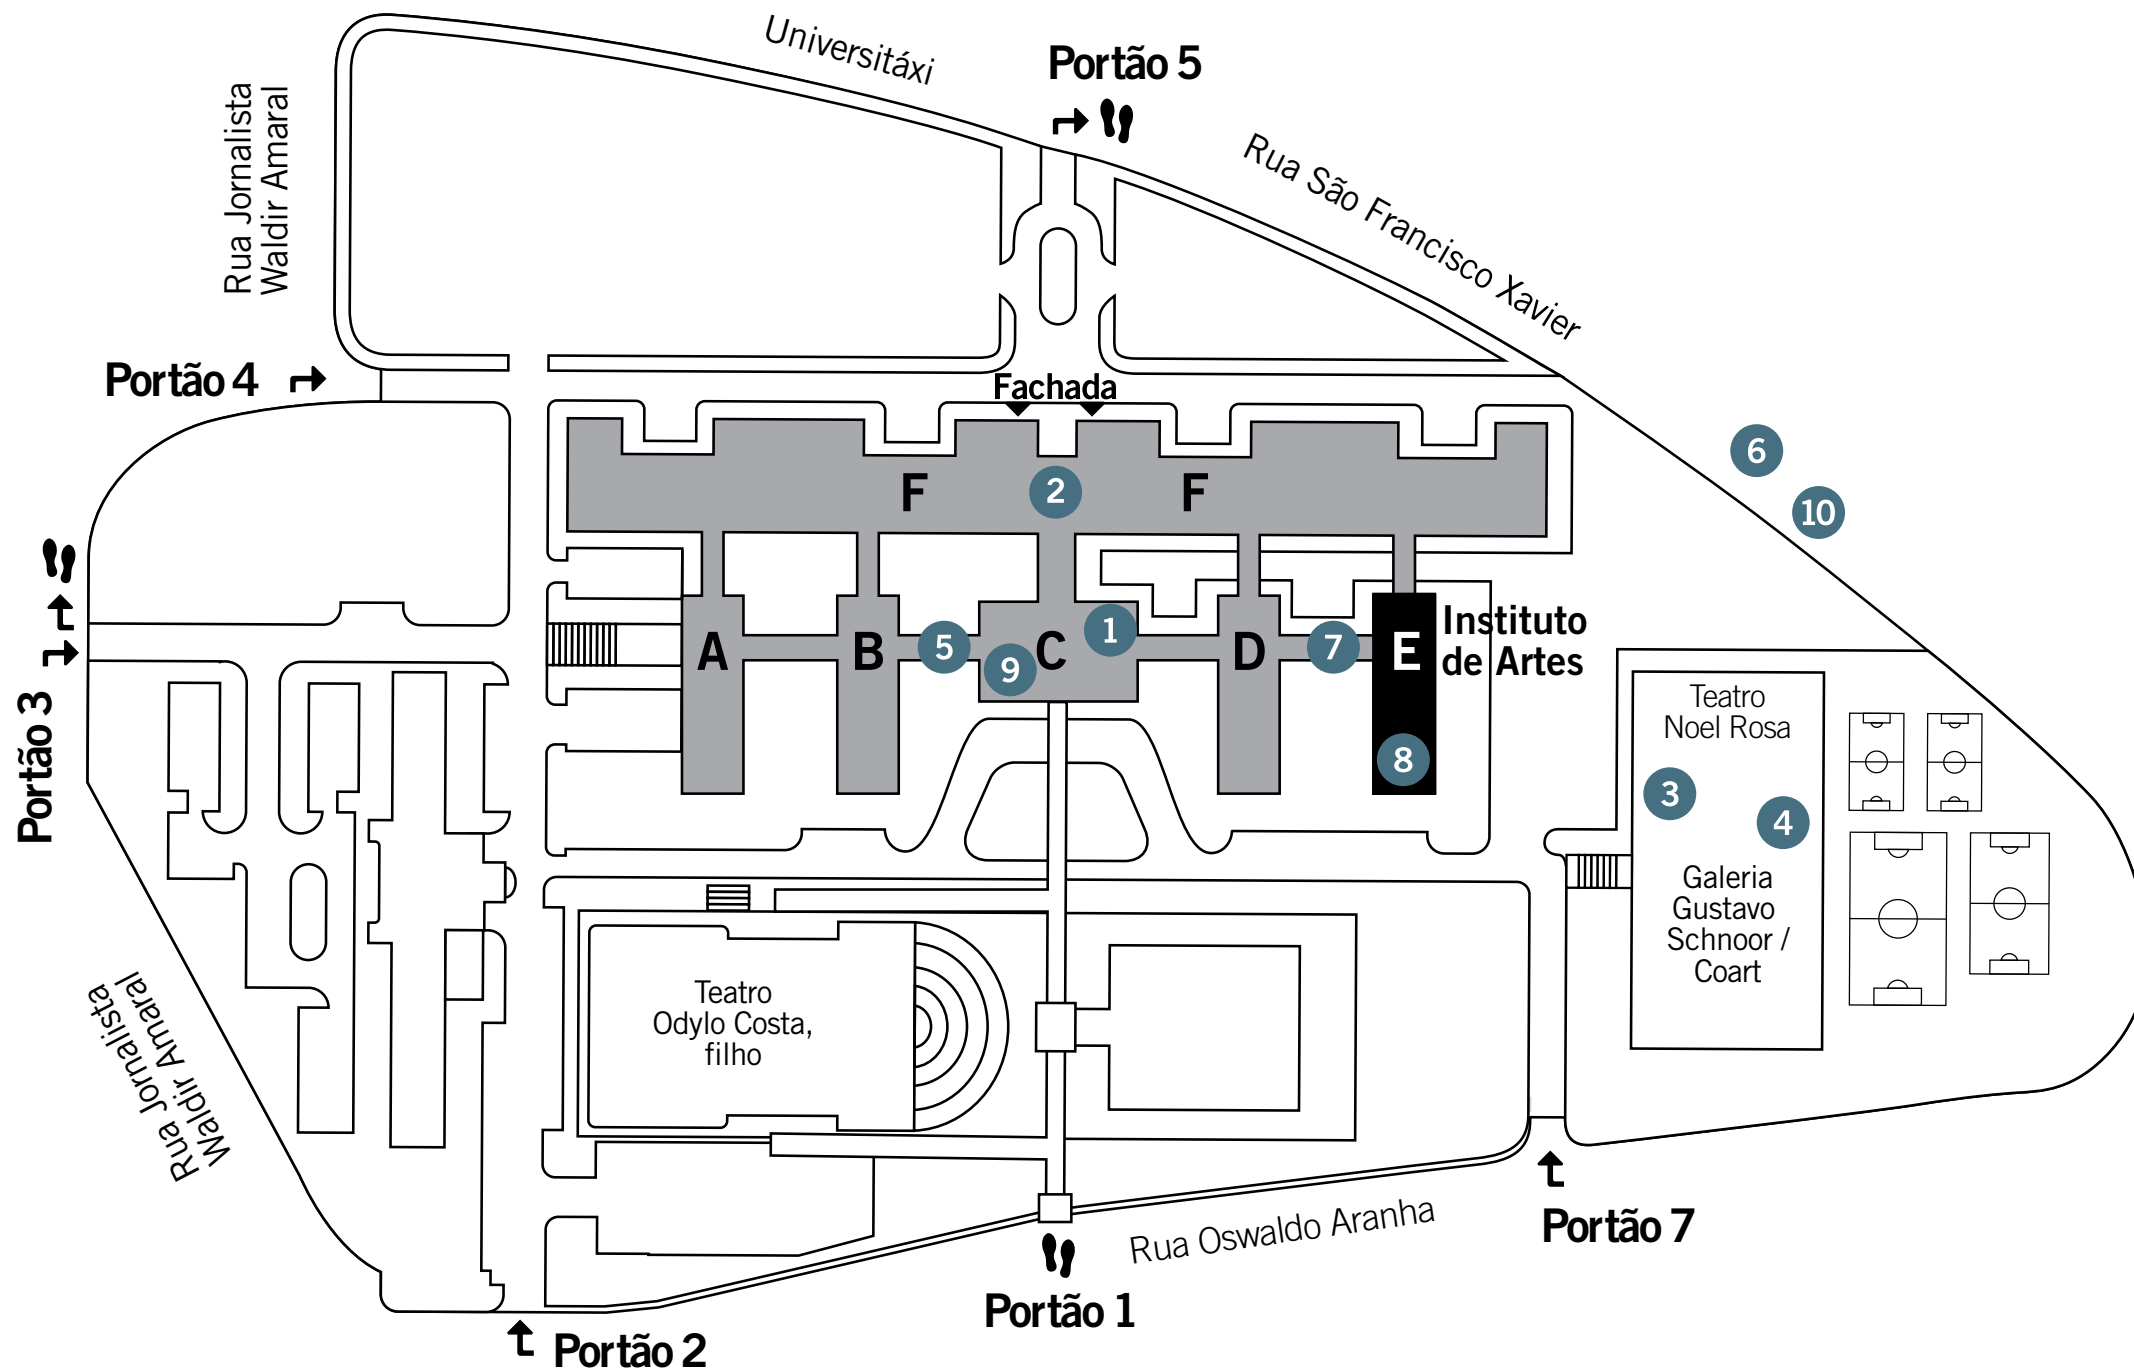 Universitáxi
Portão 5
Rua Jornalista
Waldir Amaral
Rua São Francisco Xavier
Portão 4
Fachada
6
10
F
2
F
Portão 3
A
B
5
9
C
1
D
7
E
Instituto
de Artes
8
Teatro
Noel Rosa
3
4
Galeria
Gustavo
Schnoor /
Coart
Teatro
Odylo Costa,
filho
Rua Jornalista
Waldir Amaral
Rua Oswaldo Aranha
Portão 7
Portão 1
Portão 2